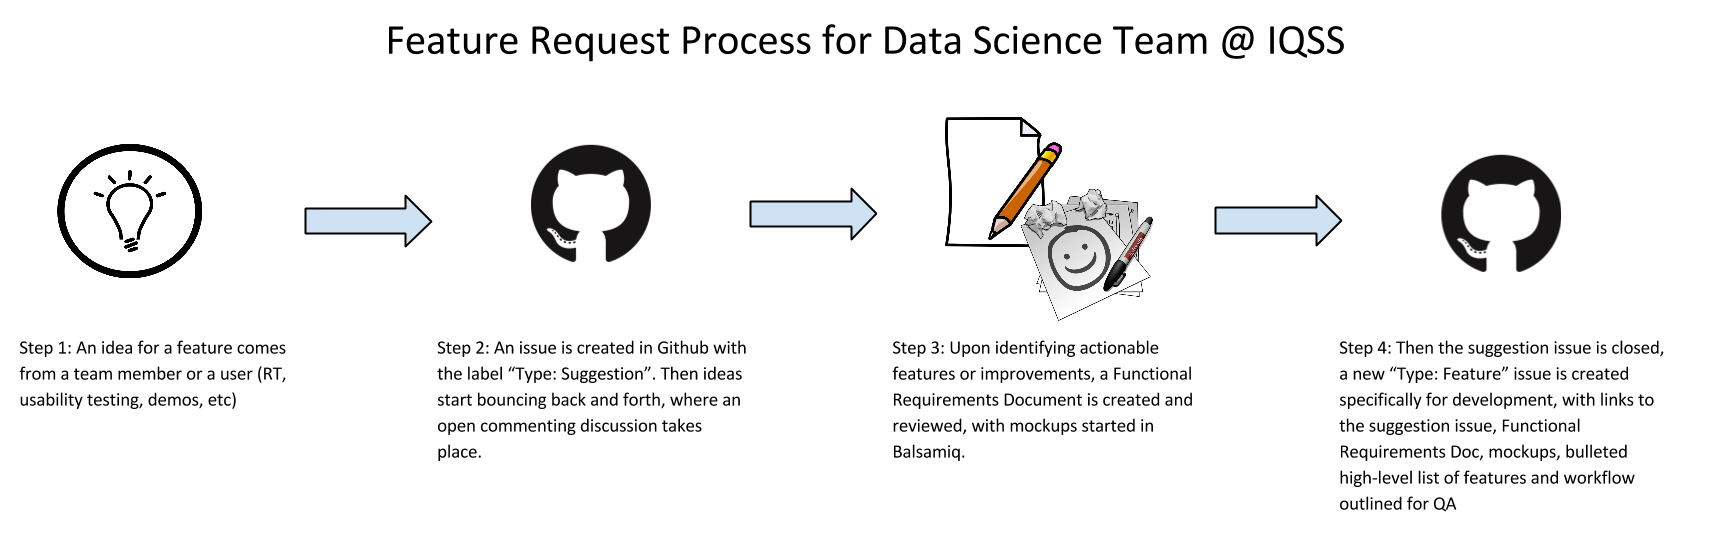 Feature Request Process for Data Science Team @ IQSS
Step 1: An idea for a feature comes
from a team member or a user (RT,
usability testing, demos, etc)
Step 2: An issue is created in Github with
the label “Type: Suggestion”. Then ideas
start bouncing back and forth, where an
open commenting discussion takes
place.
Step 3: Upon identifying actionable
features or improvements, a Functional
Requirements Document is created and
reviewed, with mockups started in
Balsamiq.
Step 4: Then the suggestion issue is closed,
a new “Type: Feature” issue is created
specifically for development, with links to
the suggestion issue, Functional
Requirements Doc, mockups, bulleted
high-level list of features and workflow
outlined for QA